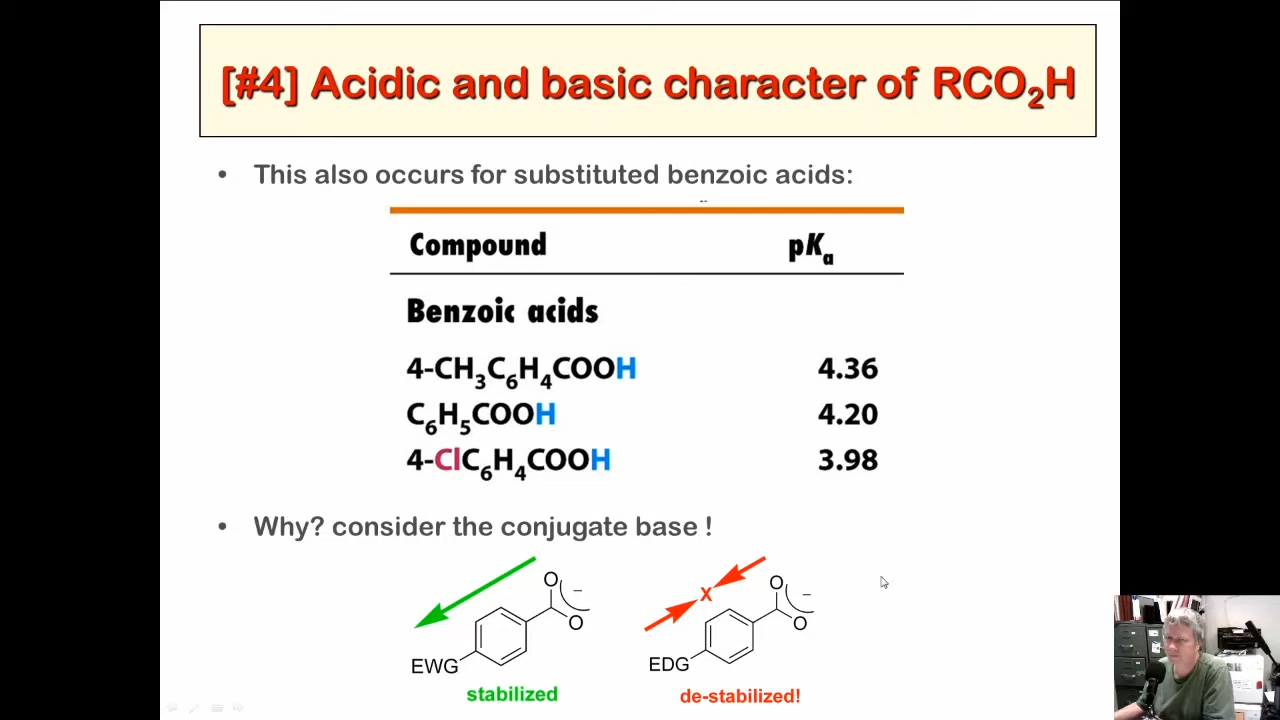 [#4] Acidic and basic character of RCO₂H
• This also occurs for substituted benzoic acids:
Compound pKₐ
Benzoic acids
4-CH₃C₆H₄COOH 4.36
C₆H₅COOH 4.20
4-ClC₆H₄COOH 3.98
• Why? consider the conjugate base !
O
−
O
EWG
stabilized
X
O
−
O
EDG
de-stabilized!